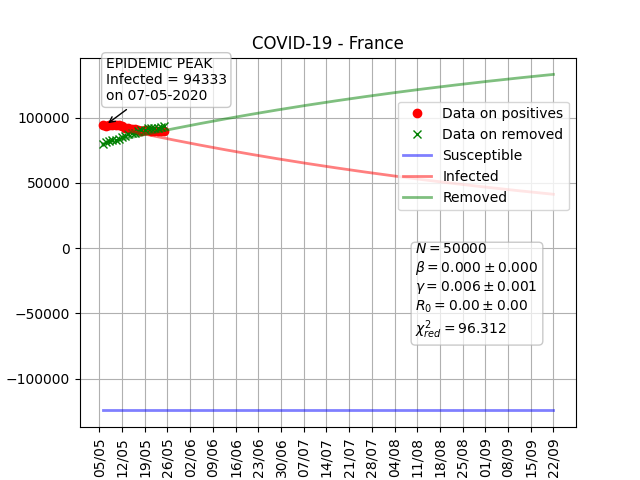 COVID-19 - France
EPIDEMIC PEAK
Infected = 94333
on 07-05-2020
100000
50000
0
−50000
−100000
Data on positives
Data on removed
Susceptible
Infected
Removed
N = 50000
β = 0.000 ± 0.000
γ = 0.006 ± 0.001
R₀ = 0.00 ± 0.00
χ²red = 96.312
05/05
12/05
19/05
26/05
02/06
09/06
16/06
23/06
30/06
07/07
14/07
21/07
28/07
04/08
11/08
18/08
25/08
01/09
08/09
15/09
22/09